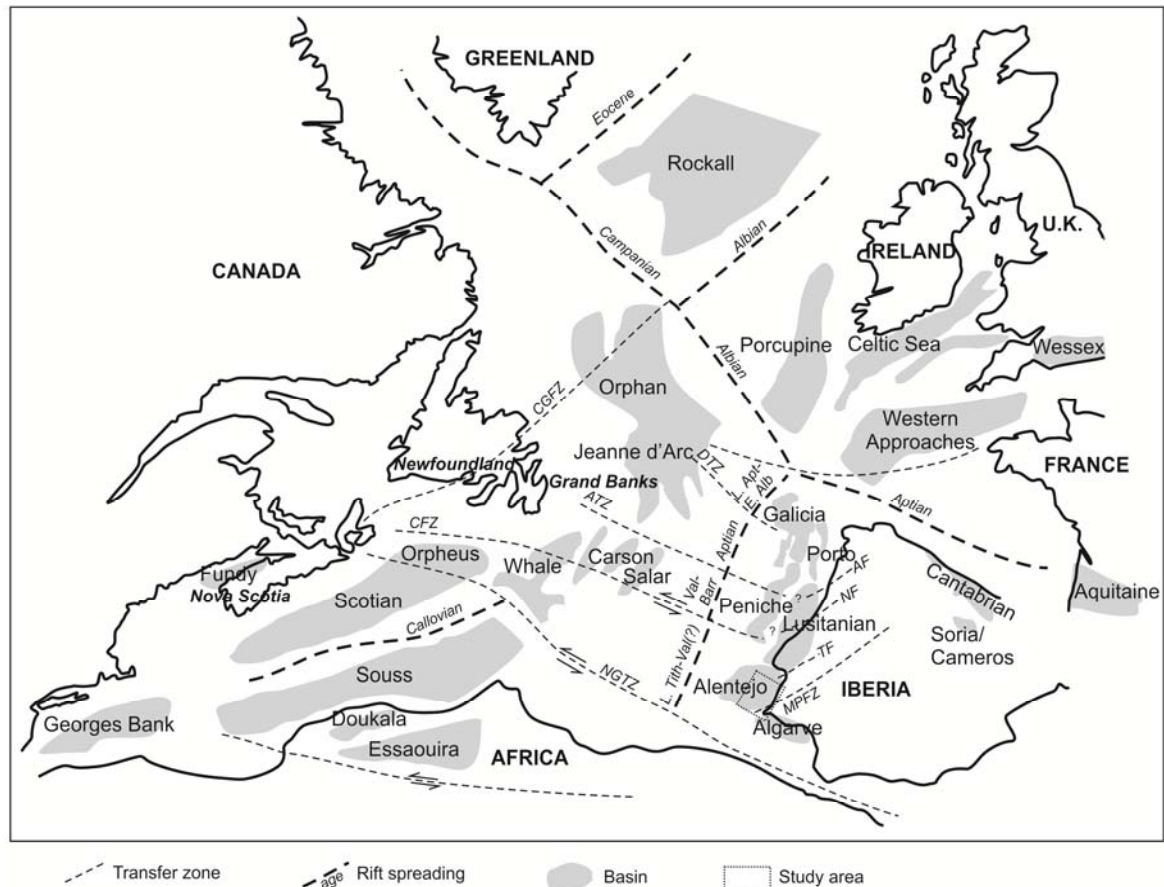 GREENLAND
Eocene
Rockall
CANADA
Campanian
Albian
IRELAND
U.K.
Porcupine
Celtic Sea
Wessex
Albian
Orphan
CGFZ
Western
Approaches
Jeanne d'Arc
DTZ
Newfoundland
Grand Banks
FRANCE
L. E.
Apt-
Alb
Aptian
ATZ
Galicia
CFZ
Aptian
Orpheus
Whale
Carson
Salar
Porto
AF
Cantabrian
Aquitaine
Fundy
Nova Scotia
Scotian
Val-
Barr
Peniche
?
NF
Lusitanian
?
Soria/
Cameros
Callovian
TF
Souss
NGTZ
L. Tith-Val(?)
Alentejo
MPFZ
IBERIA
Georges Bank
Doukala
Algarve
Essaouira
AFRICA
Transfer zone
age
Rift spreading
Basin
Study area